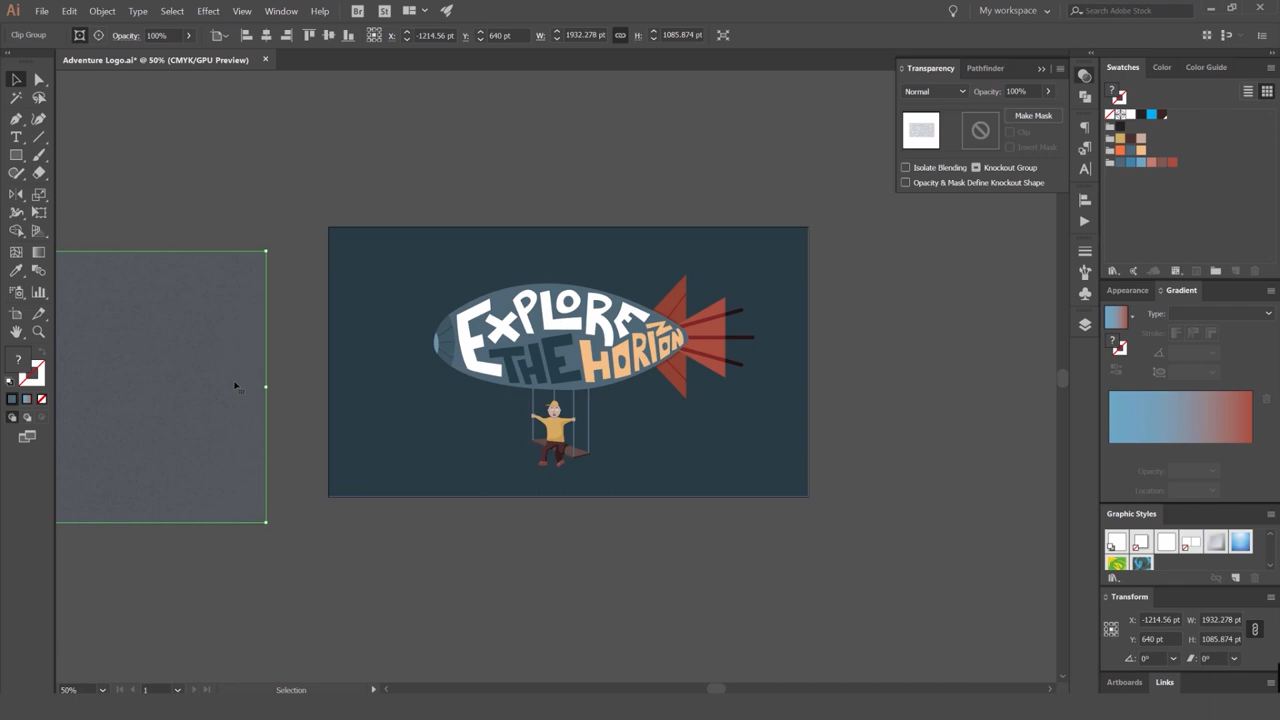 Ai File Edit Object Type Select Effect View Window Help Br St My workspace Search Adobe Stock
Clip Group Opacity: 100% X: -1214.56 pt Y: 640 pt W: 1932.278 pt H: 1085.874 pt
Adventure Logo.ai* @ 50% (CMYK/GPU Preview)
Transparency Pathfinder
Normal Opacity: 100%
Make Mask
Clip
Invert Mask
Isolate Blending Knockout Group
Opacity & Mask Define Knockout Shape
Swatches Color Color Guide
EXPLORE
THE HORIZON
Appearance Gradient
Type:
Stroke:
Opacity:
Location:
Graphic Styles
Transform
X: -1214.56 pt W: 1932.278 pt
Y: 640 pt H: 1085.874 pt
0° 0°
Artboards Links
50% 1 Selection